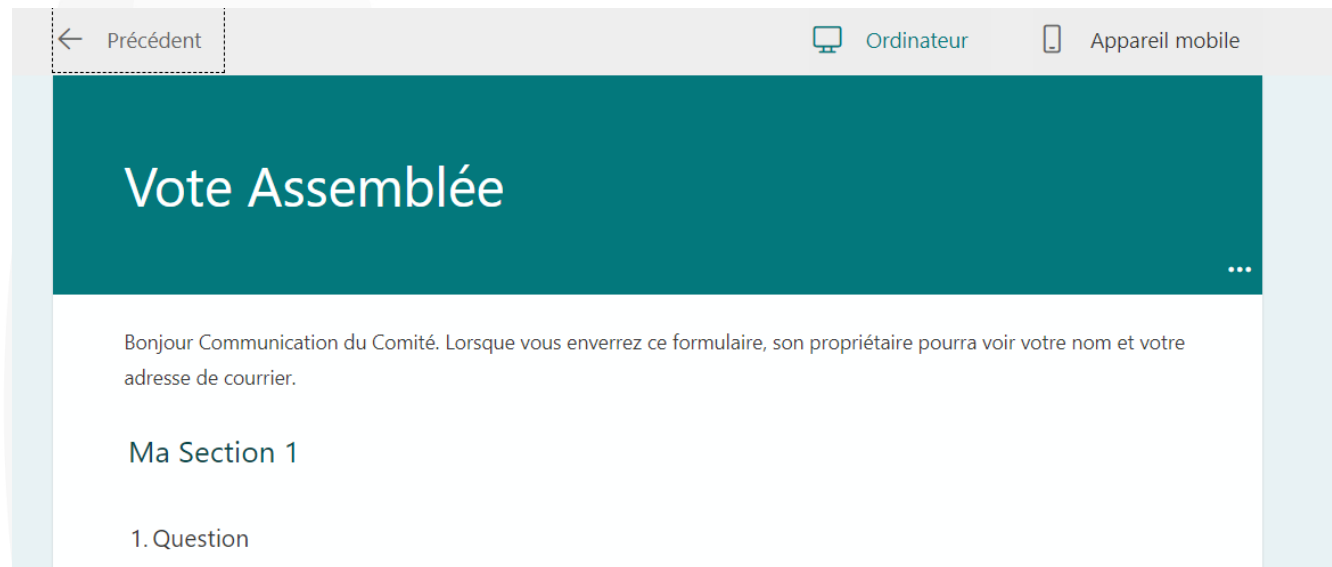 Précédent
Ordinateur
Appareil mobile
Vote Assemblée
Bonjour Communication du Comité. Lorsque vous enverrez ce formulaire, son propriétaire pourra voir votre nom et votre
adresse de courrier.
Ma Section 1
1. Question